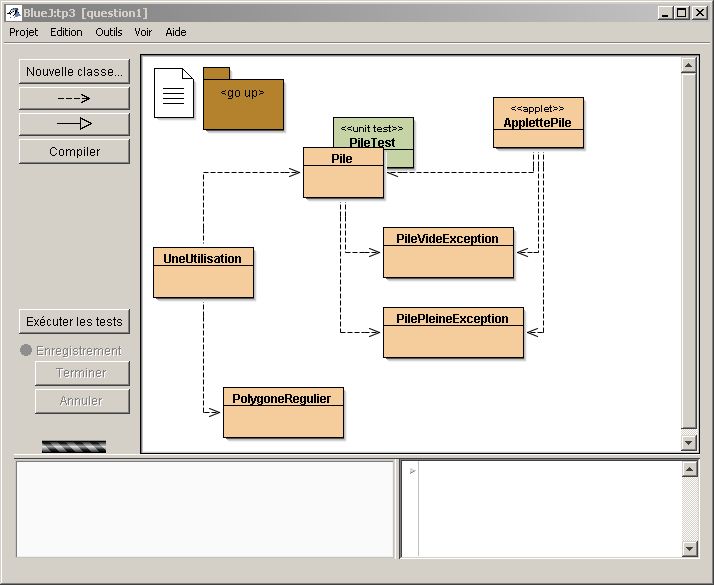 BlueJ:tp3 [question1]
Projet Edition Outils Voir Aide
Nouvelle classe...
Compiler
<go up>
<<unit test>>
PileTest
<<applet>>
ApplettePile
Pile
PileVideException
UneUtilisation
PilePleineException
PolygoneRegulier
Exécuter les tests
Enregistrement
Terminer
Annuler